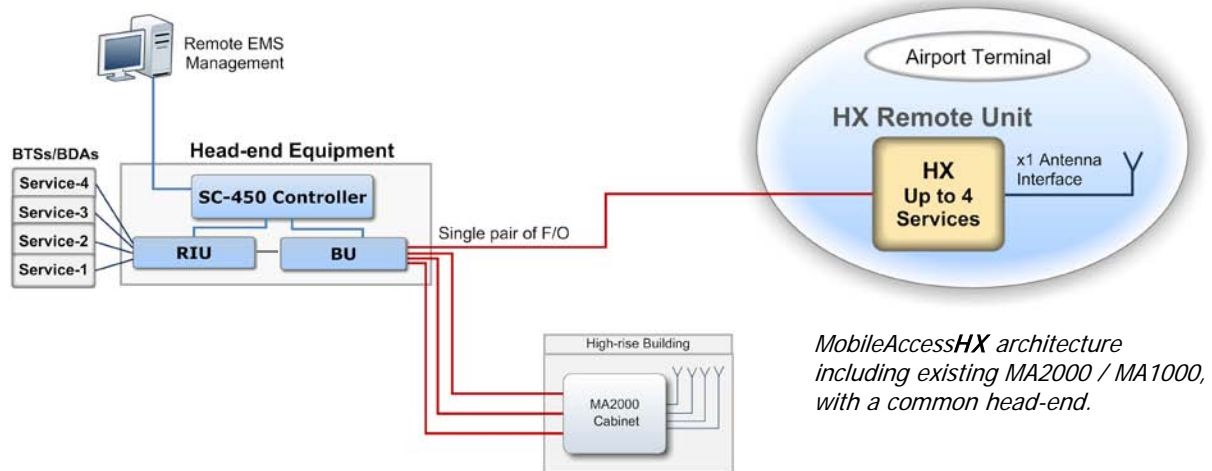 Remote EMS
Management
BTSs/BDAs
Service-4
Service-3
Service-2
Service-1
Head-end Equipment
SC-450 Controller
RIU
BU
Single pair of F/O
Airport Terminal
HX Remote Unit
HX
Up to 4
Services
x1 Antenna
Interface
High-rise Building
MA2000
Cabinet
MobileAccessHX architecture
including existing MA2000 / MA1000,
with a common head-end.